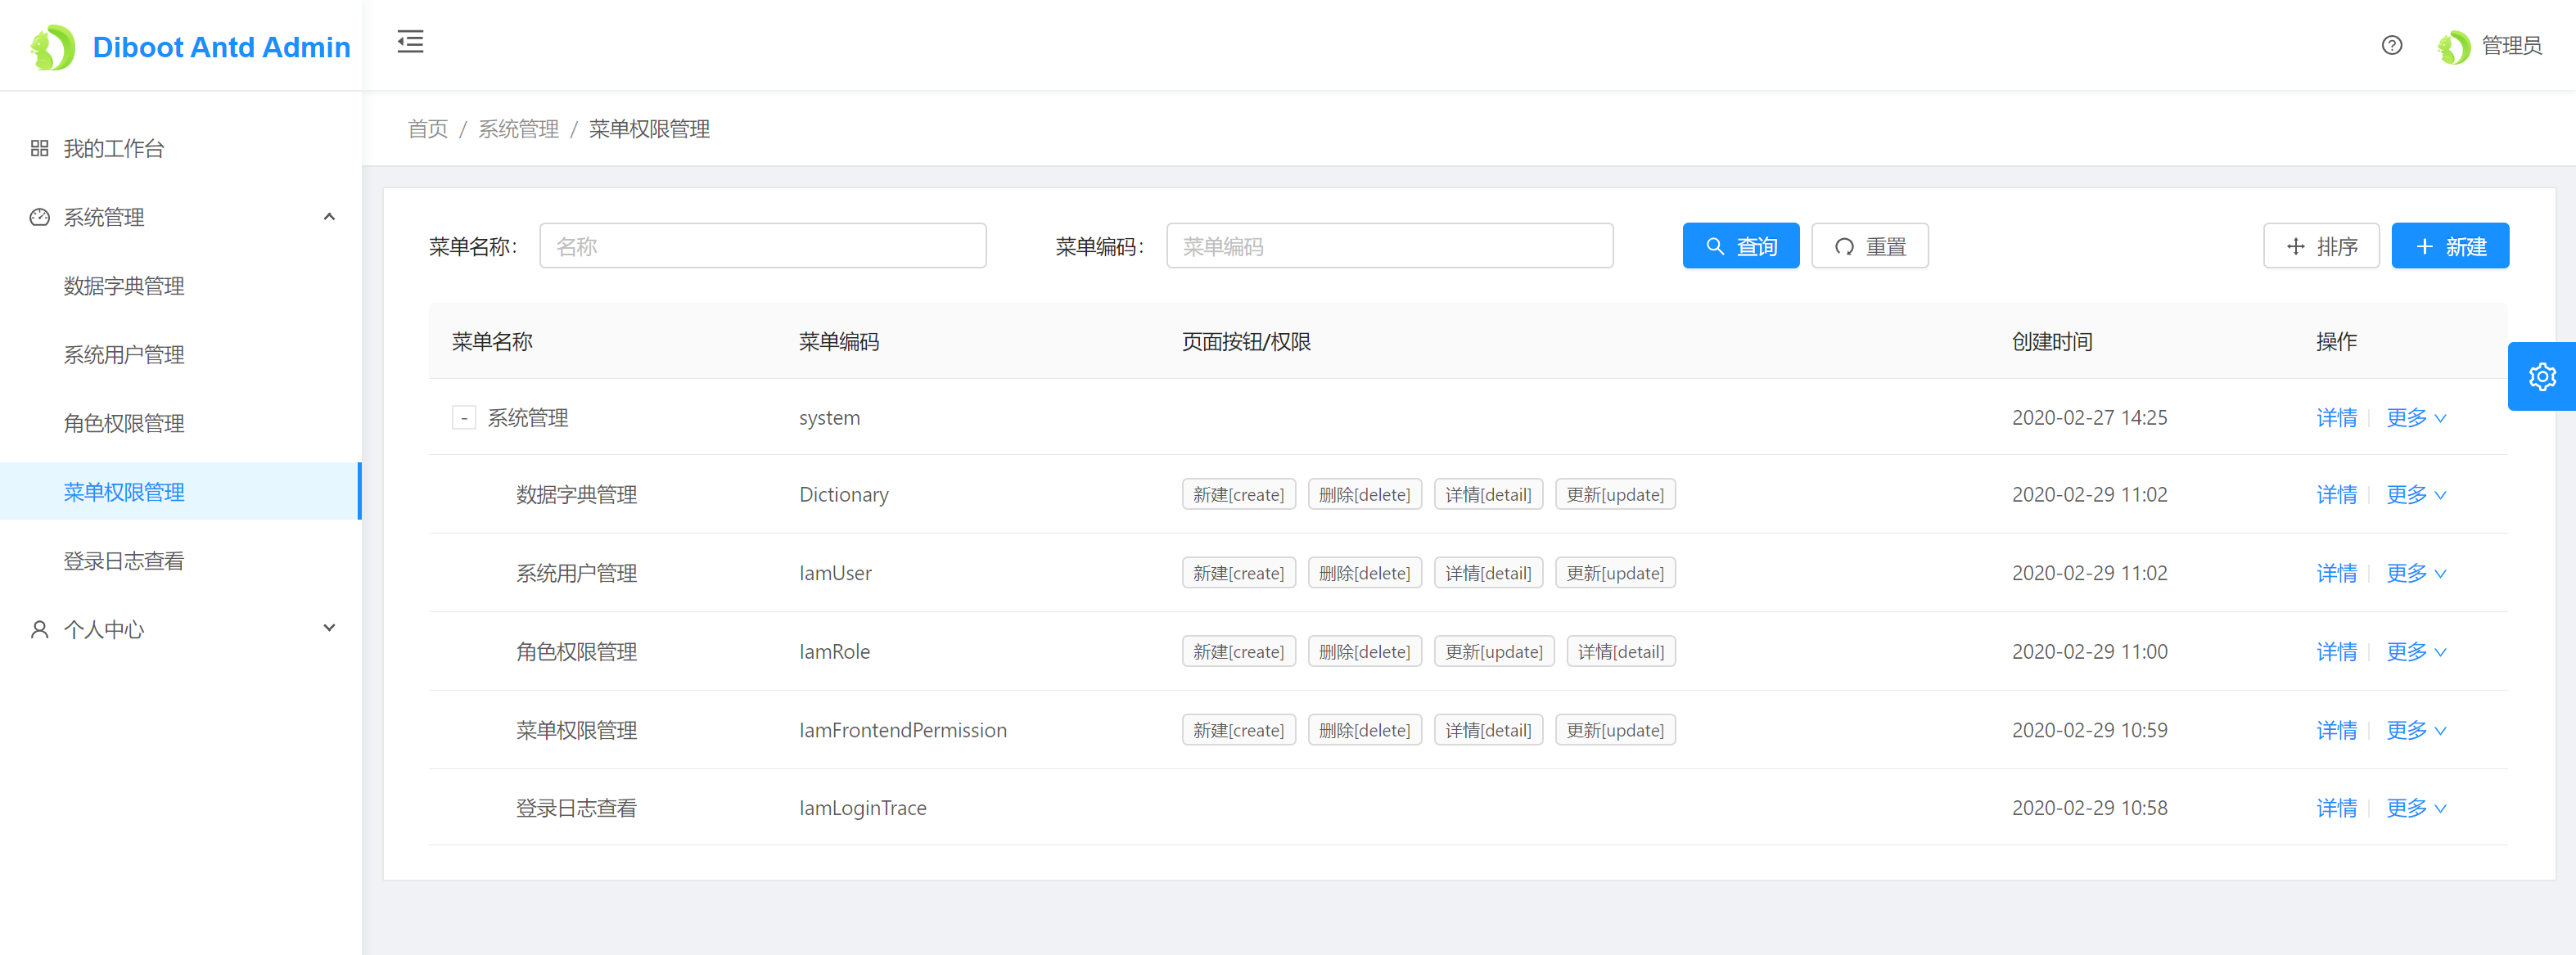 Diboot Antd Admin
管理员
首页 / 系统管理 / 菜单权限管理
我的工作台
系统管理
数据字典管理
系统用户管理
角色权限管理
菜单权限管理
登录日志查看
个人中心
菜单名称: 名称 菜单编码: 菜单编码 查询 重置 排序 新建
菜单名称 菜单编码 页面按钮/权限 创建时间 操作
- 系统管理 system 2020-02-27 14:25 详情 更多
数据字典管理 Dictionary 新建[create] 删除[delete] 详情[detail] 更新[update] 2020-02-29 11:02 详情 更多
系统用户管理 IamUser 新建[create] 删除[delete] 详情[detail] 更新[update] 2020-02-29 11:02 详情 更多
角色权限管理 IamRole 新建[create] 删除[delete] 更新[update] 详情[detail] 2020-02-29 11:00 详情 更多
菜单权限管理 IamFrontendPermission 新建[create] 删除[delete] 详情[detail] 更新[update] 2020-02-29 10:59 详情 更多
登录日志查看 IamLoginTrace 2020-02-29 10:58 详情 更多